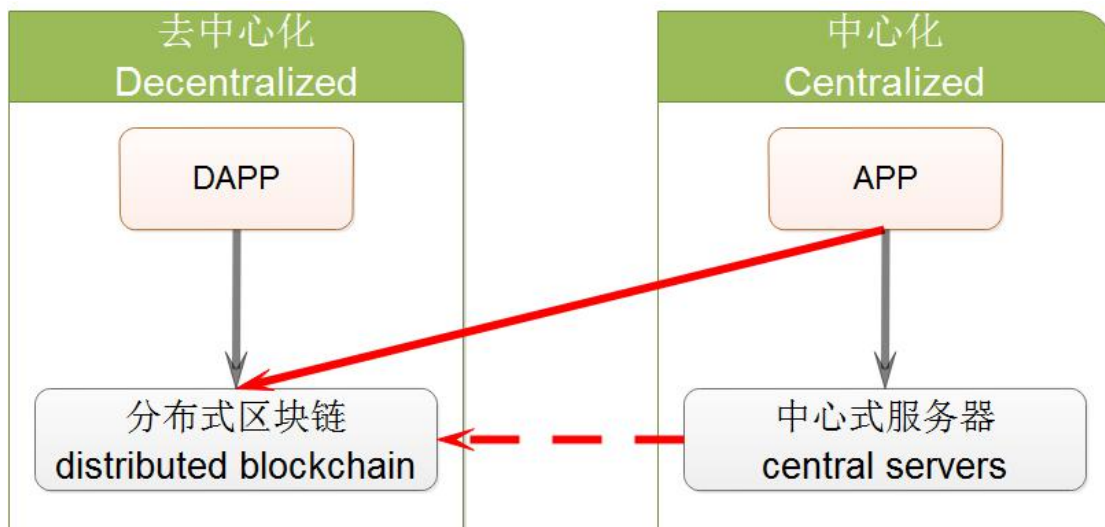 去中心化
Decentralized
中心化
Centralized
DAPP
APP
分布式区块链
distributed blockchain
中心式服务器
central servers